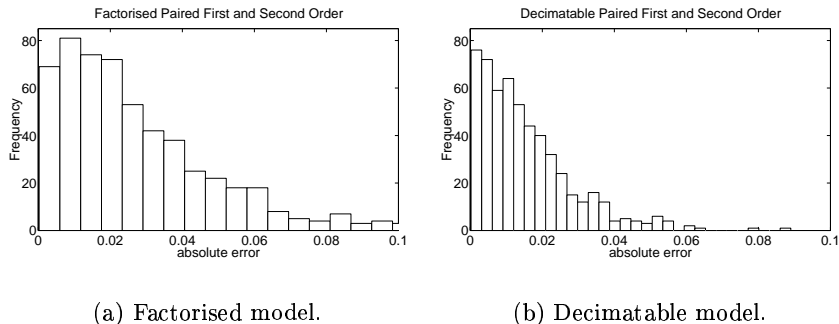 Factorised Paired First and Second Order
80
60
40
20
0
Frequency
0 0.02 0.04 0.06 0.08 0.1
absolute error
(a) Factorised model.
Decimatable Paired First and Second Order
80
60
40
20
0
Frequency
0 0.02 0.04 0.06 0.08 0.1
absolute error
(b) Decimatable model.